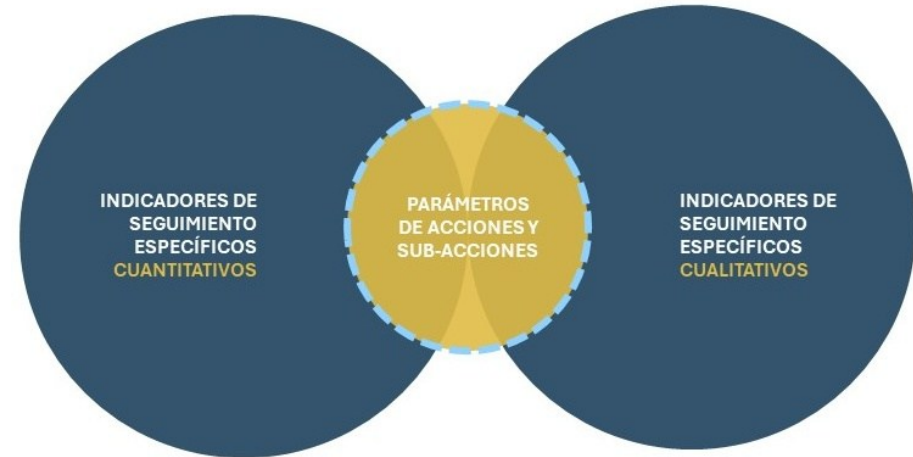 INDICADORES DE
SEGUIMIENTO
ESPECÍFICOS
CUANTITATIVOS
PARÁMETROS
DE ACCIONES Y
SUB-ACCIONES
INDICADORES DE
SEGUIMIENTO
ESPECÍFICOS
CUALITATIVOS